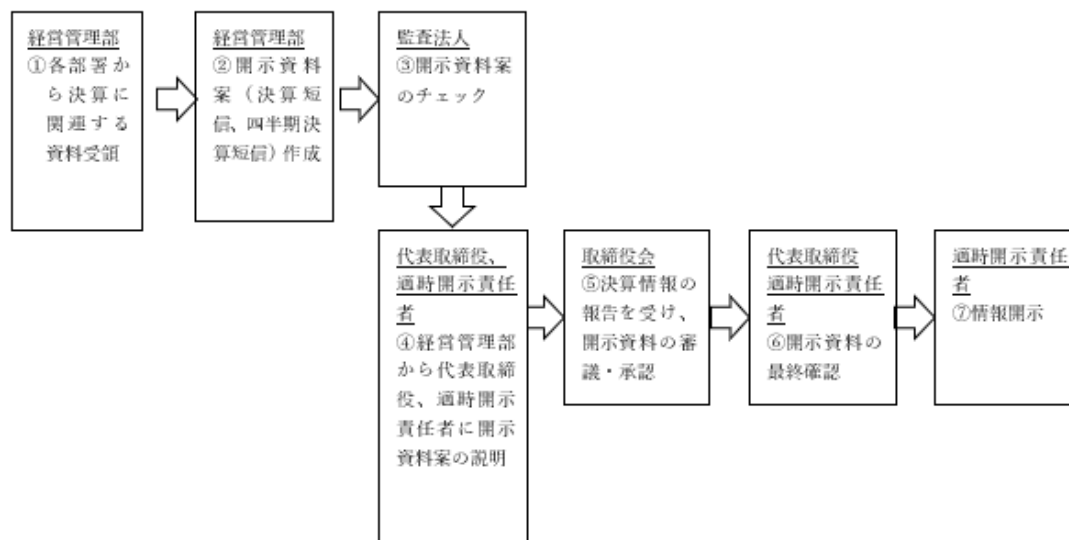 経営管理部
①各部署か
ら決算に
関連する
資料受領
経営管理部
②開示資料
案（決算短
信、四半期決
算短信）作成
監査法人
③開示資料案
のチェック
代表取締役、
適時開示責任
者
④経営管理部
から代表取締
役、適時開示
責任者に開示
資料案の説明
取締役会
⑤決算情報の
報告を受け、
開示資料の審
議・承認
代表取締役
適時開示責任
者
⑥開示資料の
最終確認
適時開示責任
者
⑦情報開示